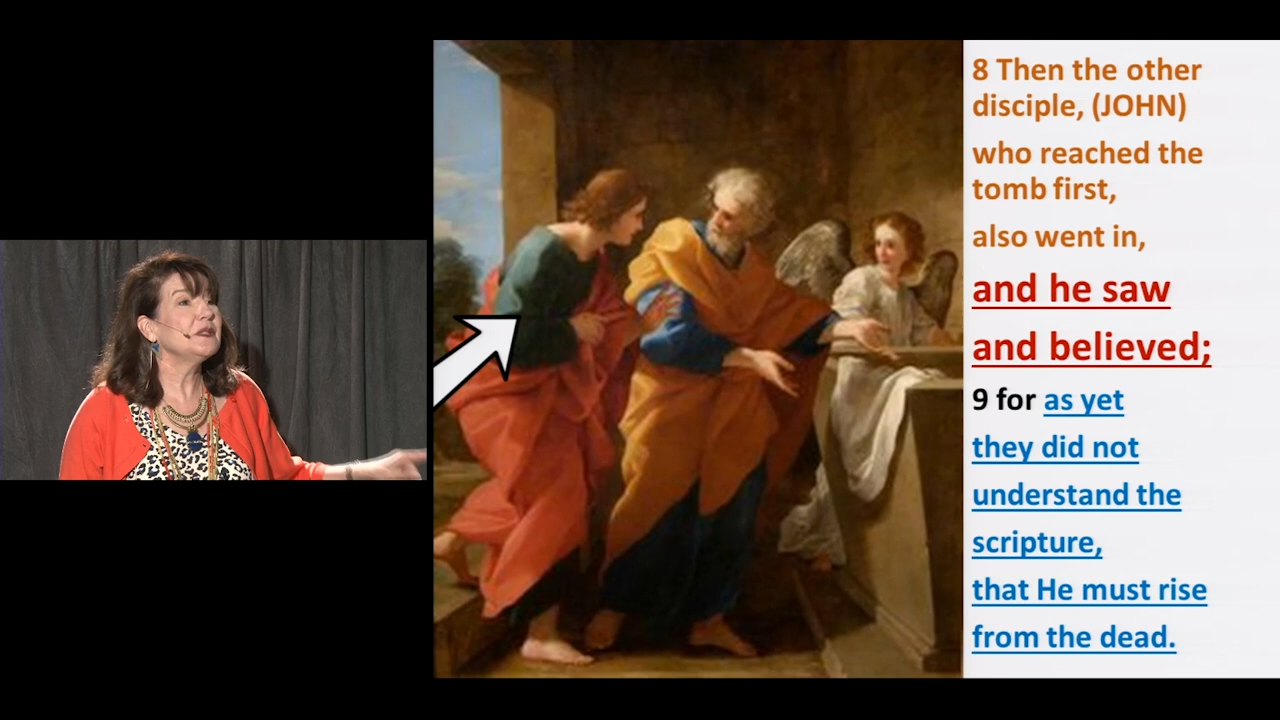 8 Then the other
disciple, (JOHN)
who reached the
tomb first,
also went in,
and he saw
and believed;
9 for as yet
they did not
understand the
scripture,
that He must rise
from the dead.